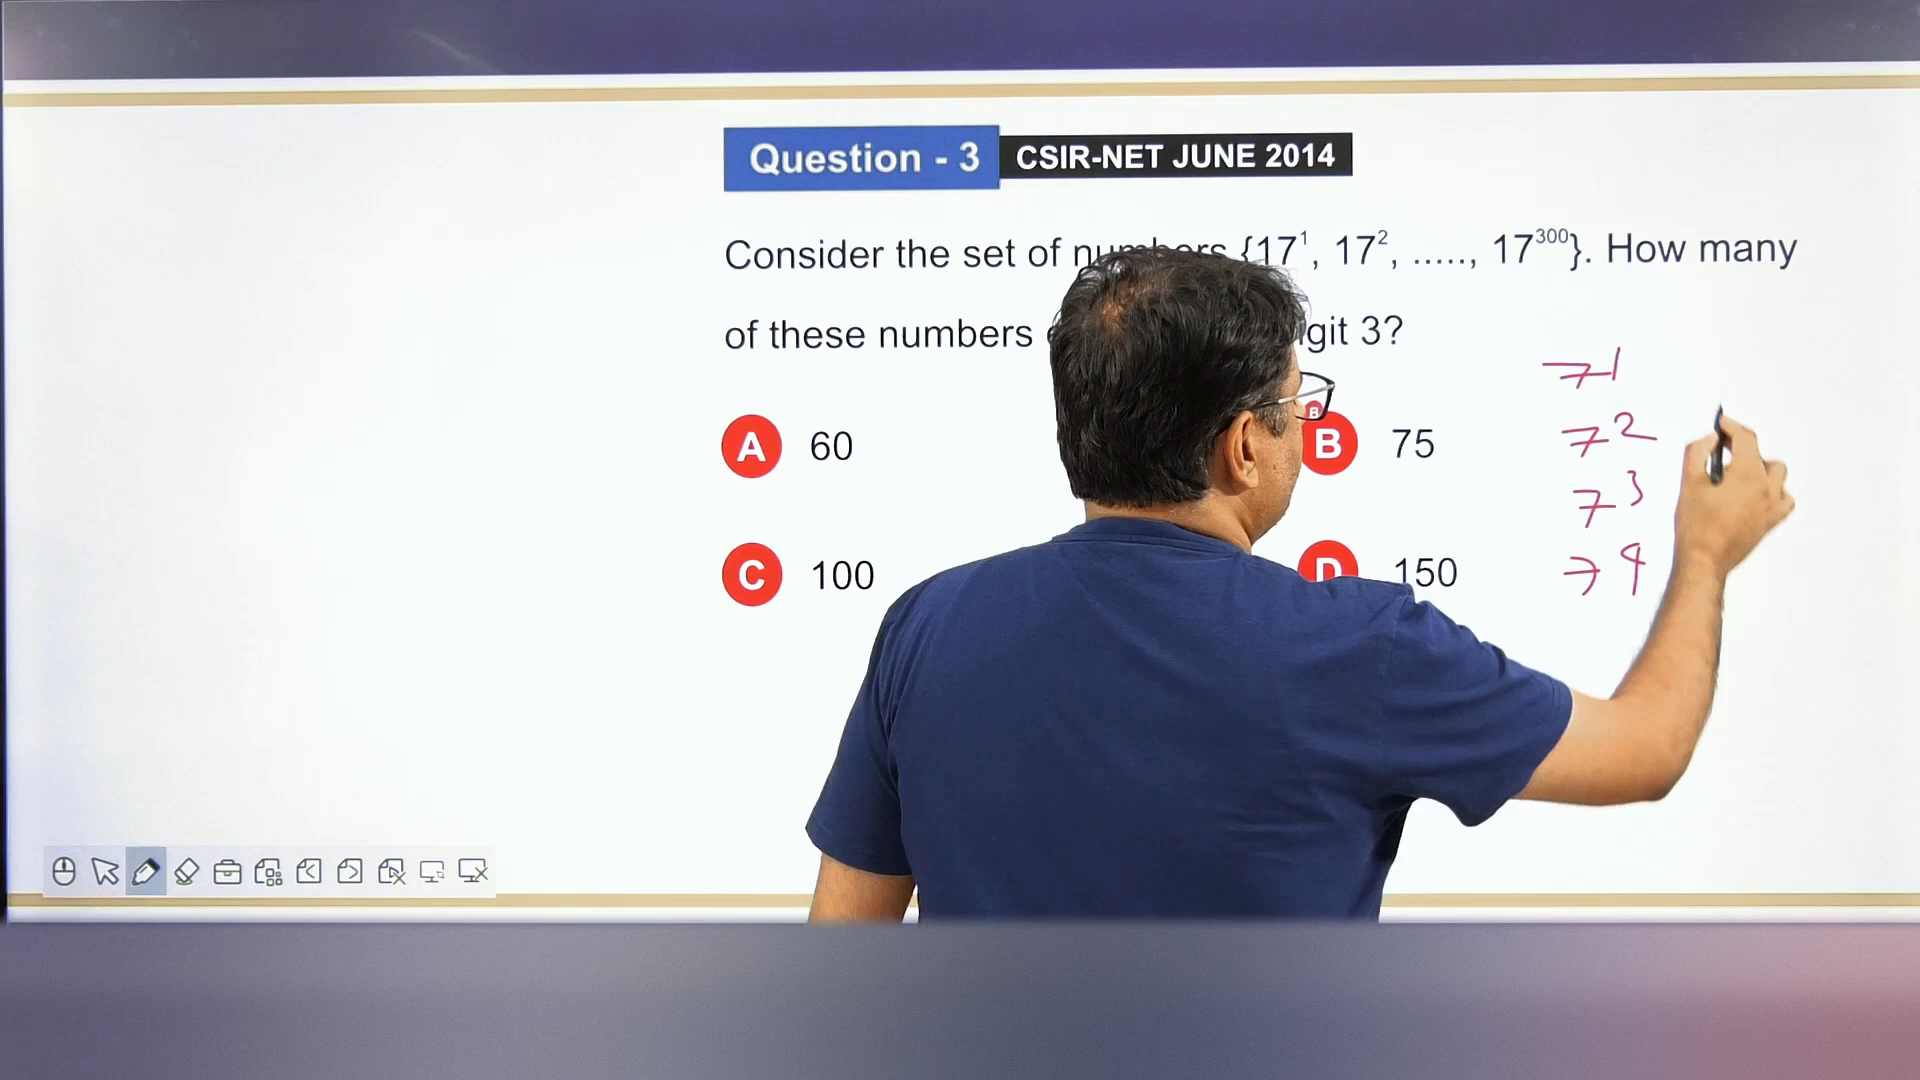 Question - 3 CSIR-NET JUNE 2014
Consider the set of numbers {17¹, 17², ....., 17³⁰⁰}. How many
of these numbers git 3?
A 60
B 75
C 100
D 150
7¹
7²
7³
7⁴